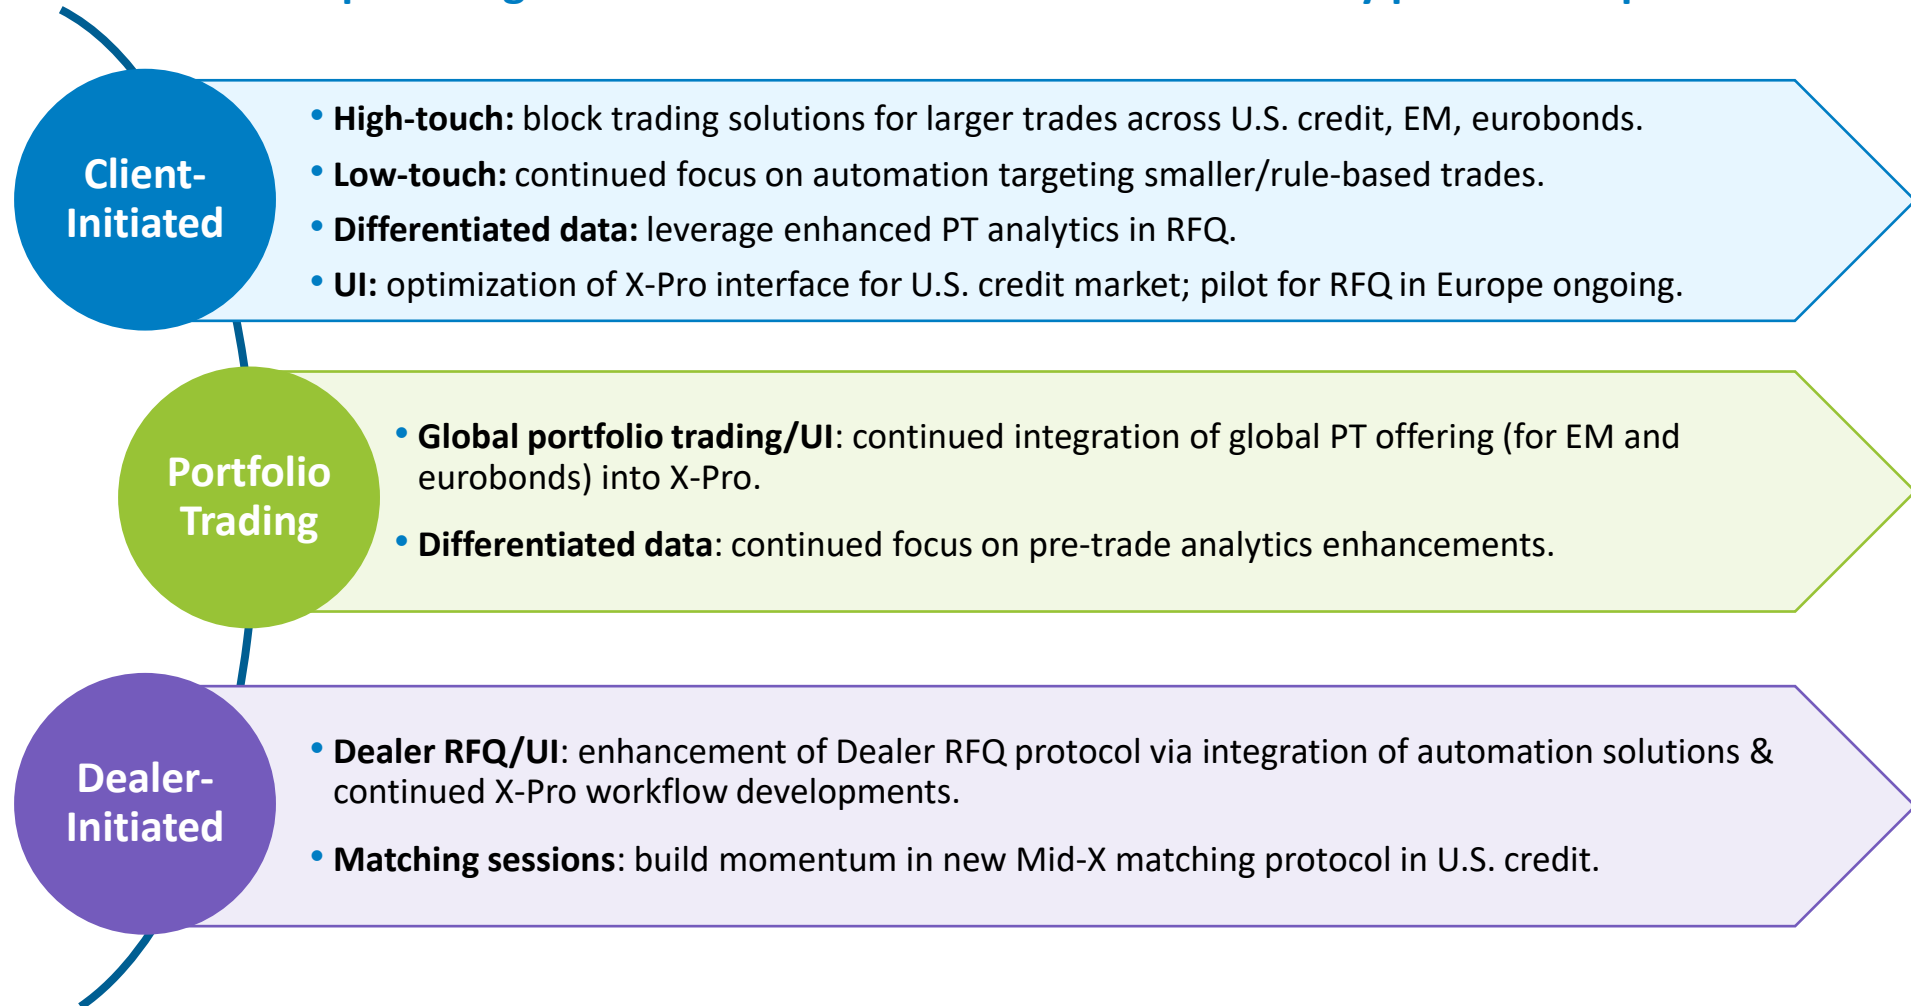 Client-
Initiated
• High-touch: block trading solutions for larger trades across U.S. credit, EM, eurobonds.
• Low-touch: continued focus on automation targeting smaller/rule-based trades.
• Differentiated data: leverage enhanced PT analytics in RFQ.
• UI: optimization of X-Pro interface for U.S. credit market; pilot for RFQ in Europe ongoing.
Portfolio
Trading
• Global portfolio trading/UI: continued integration of global PT offering (for EM and
eurobonds) into X-Pro.
• Differentiated data: continued focus on pre-trade analytics enhancements.
Dealer-
Initiated
• Dealer RFQ/UI: enhancement of Dealer RFQ protocol via integration of automation solutions &
continued X-Pro workflow developments.
• Matching sessions: build momentum in new Mid-X matching protocol in U.S. credit.